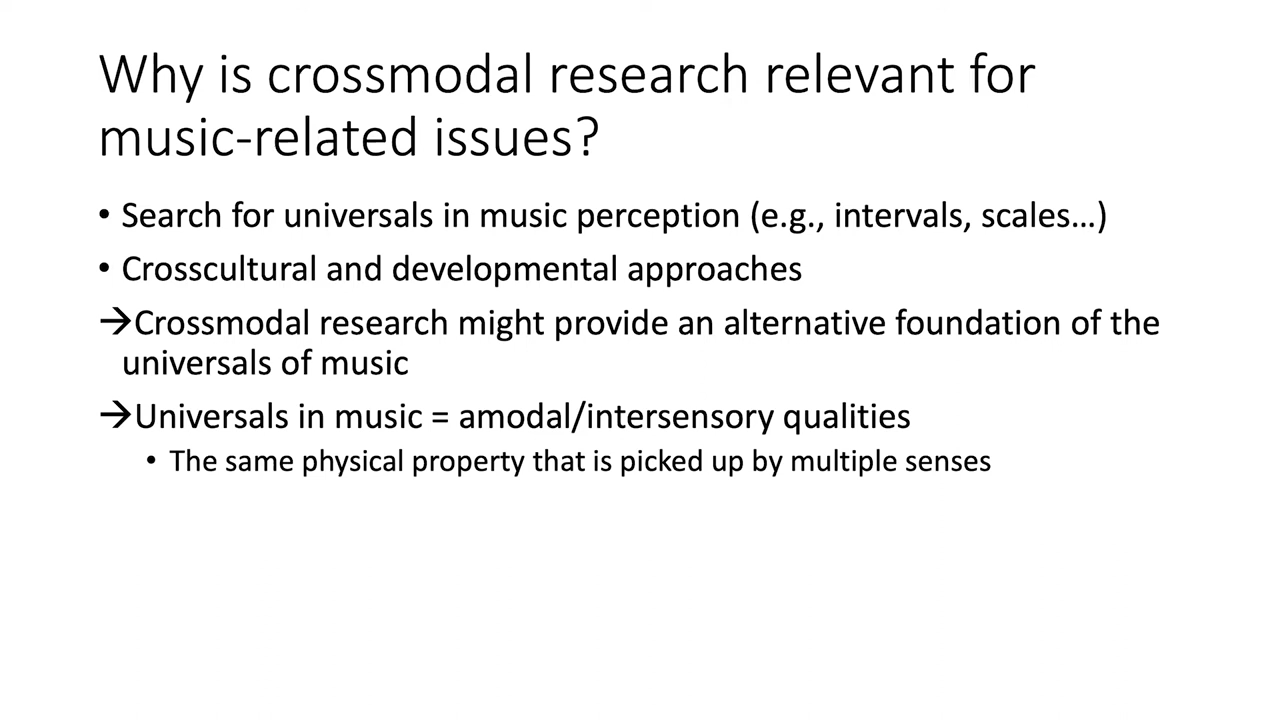 Why is crossmodal research relevant for
music-related issues?
• Search for universals in music perception (e.g., intervals, scales…)
• Crosscultural and developmental approaches
→Crossmodal research might provide an alternative foundation of the
universals of music
→Universals in music = amodal/intersensory qualities
• The same physical property that is picked up by multiple senses